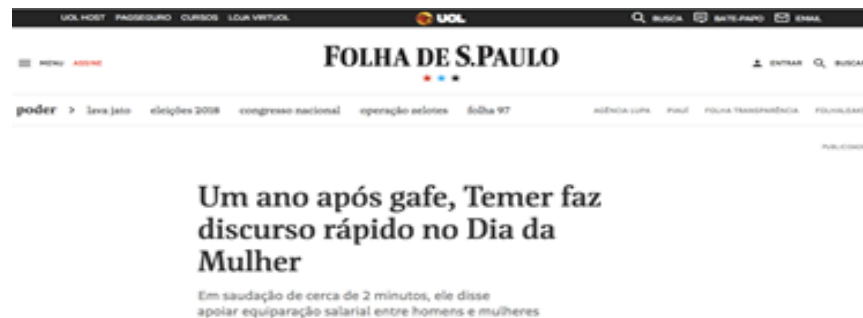 UOL HOST PAGSEGURO CURSOS LOJA VIRTUOL UOL BUSCA BATE-PAPO EMAIL
MENU ASSINE FOLHA DE S.PAULO ENTRAR BUSCAR
poder > lava jato eleições 2018 congresso nacional operação zelotes folha 97 AGÊNCIA LUPA PIAUÍ FOLHA TRANSPARÊNCIA FOLHALEAKS
PUBLICIDADE
Um ano após gafe, Temer faz
discurso rápido no Dia da
Mulher
Em saudação de cerca de 2 minutos, ele disse
apoiar equiparação salarial entre homens e mulheres